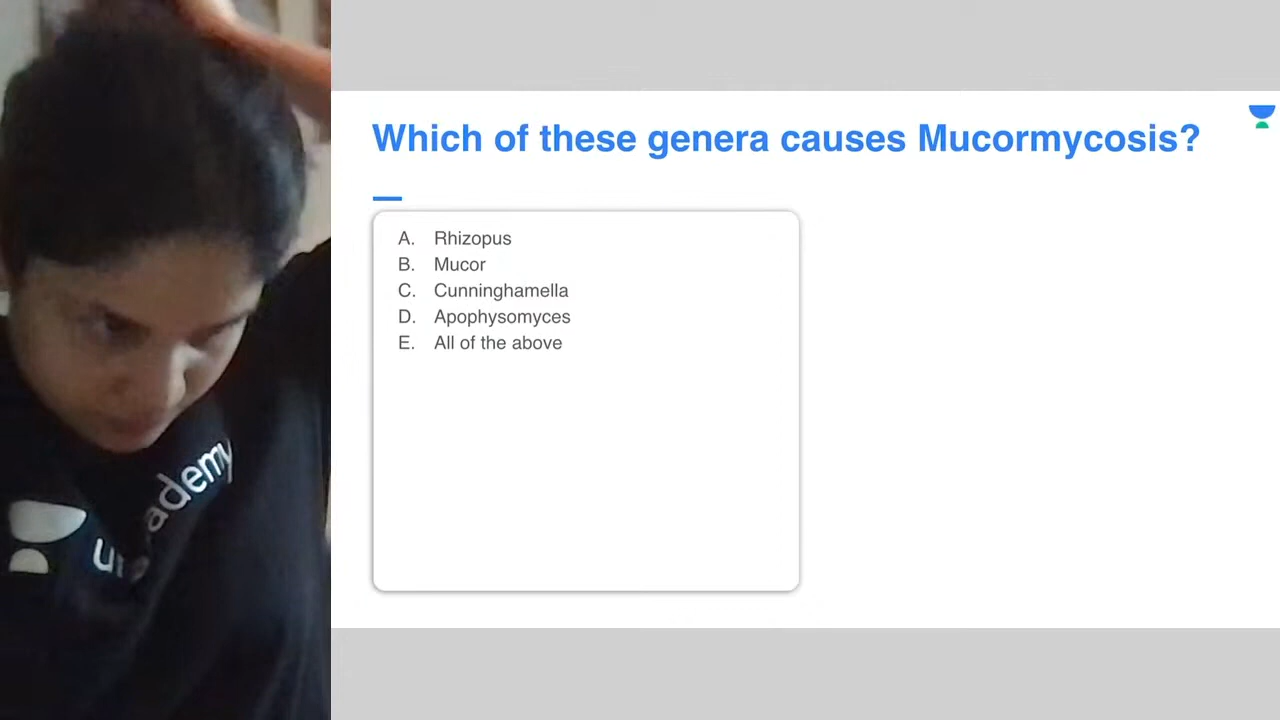 Which of these genera causes Mucormycosis?
A. Rhizopus
B. Mucor
C. Cunninghamella
D. Apophysomyces
E. All of the above